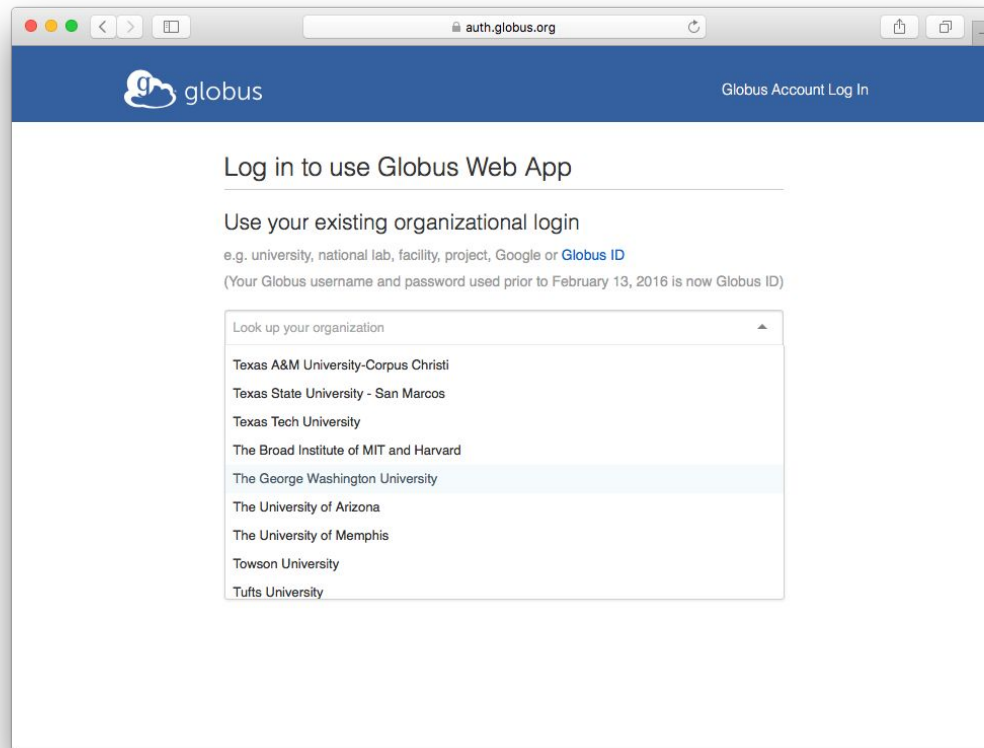 auth.globus.org
globus
Globus Account Log In
Log in to use Globus Web App
Use your existing organizational login
e.g. university, national lab, facility, project, Google or Globus ID
(Your Globus username and password used prior to February 13, 2016 is now Globus ID)
Look up your organization
Texas A&M University-Corpus Christi
Texas State University - San Marcos
Texas Tech University
The Broad Institute of MIT and Harvard
The George Washington University
The University of Arizona
The University of Memphis
Towson University
Tufts University